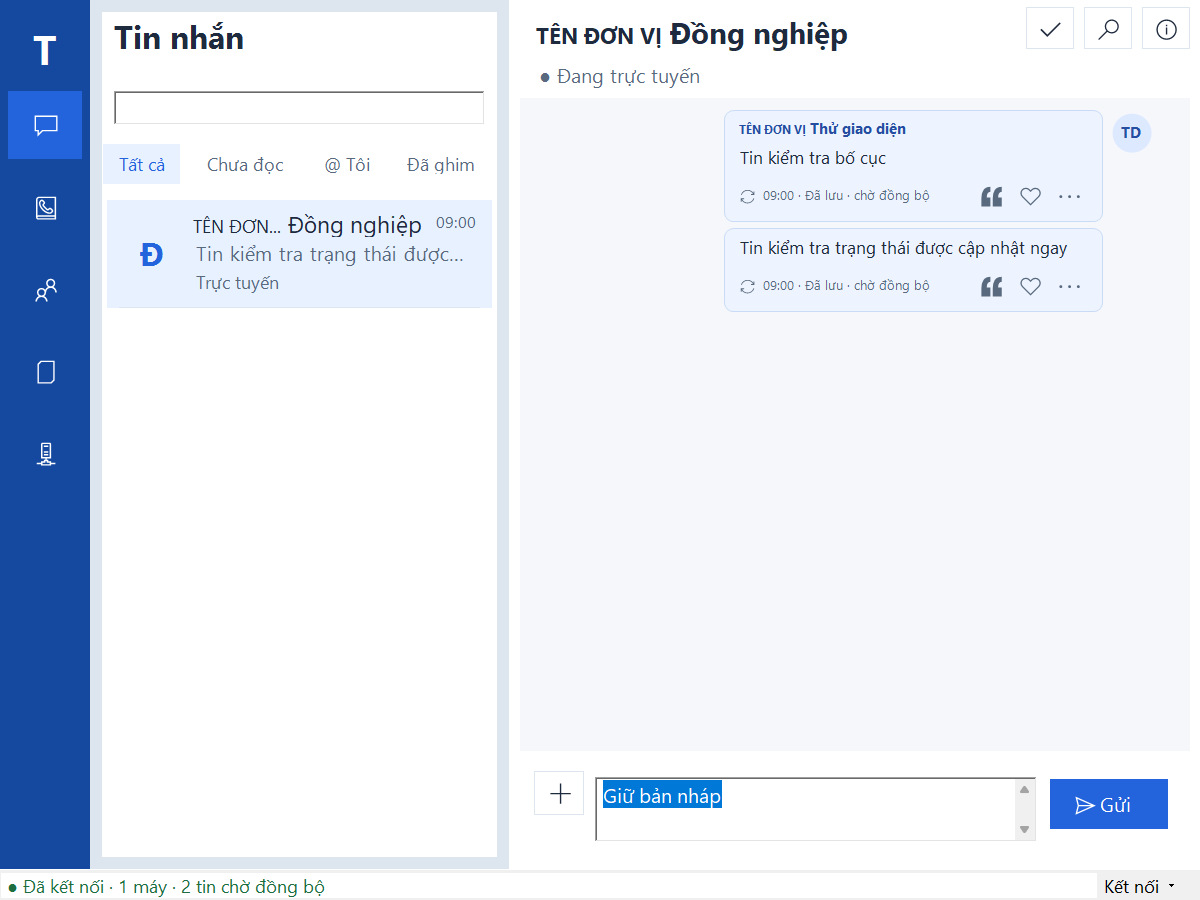 T
Tin nhắn
Tất cả
Chưa đọc
@ Tôi
Đã ghim
Đ
TÊN ĐƠN... Đồng nghiệp
09:00
Tin kiểm tra trạng thái được...
Trực tuyến
TÊN ĐƠN VỊ Đồng nghiệp
● Đang trực tuyến
TÊN ĐƠN VỊ Thử giao diện
TD
Tin kiểm tra bố cục
09:00 · Đã lưu · chờ đồng bộ
Tin kiểm tra trạng thái được cập nhật ngay
09:00 · Đã lưu · chờ đồng bộ
Giữ bản nháp
Gửi
● Đã kết nối · 1 máy · 2 tin chờ đồng bộ
Kết nối